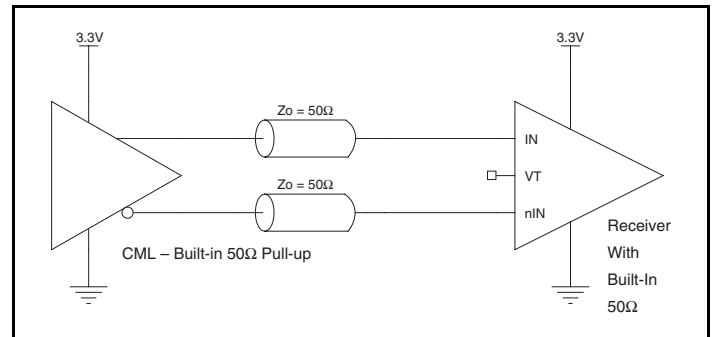 3.3V
3.3V
Zo = 50Ω
IN
VT
Zo = 50Ω
nIN
CML – Built-in 50Ω Pull-up
Receiver
With
Built-In
50Ω